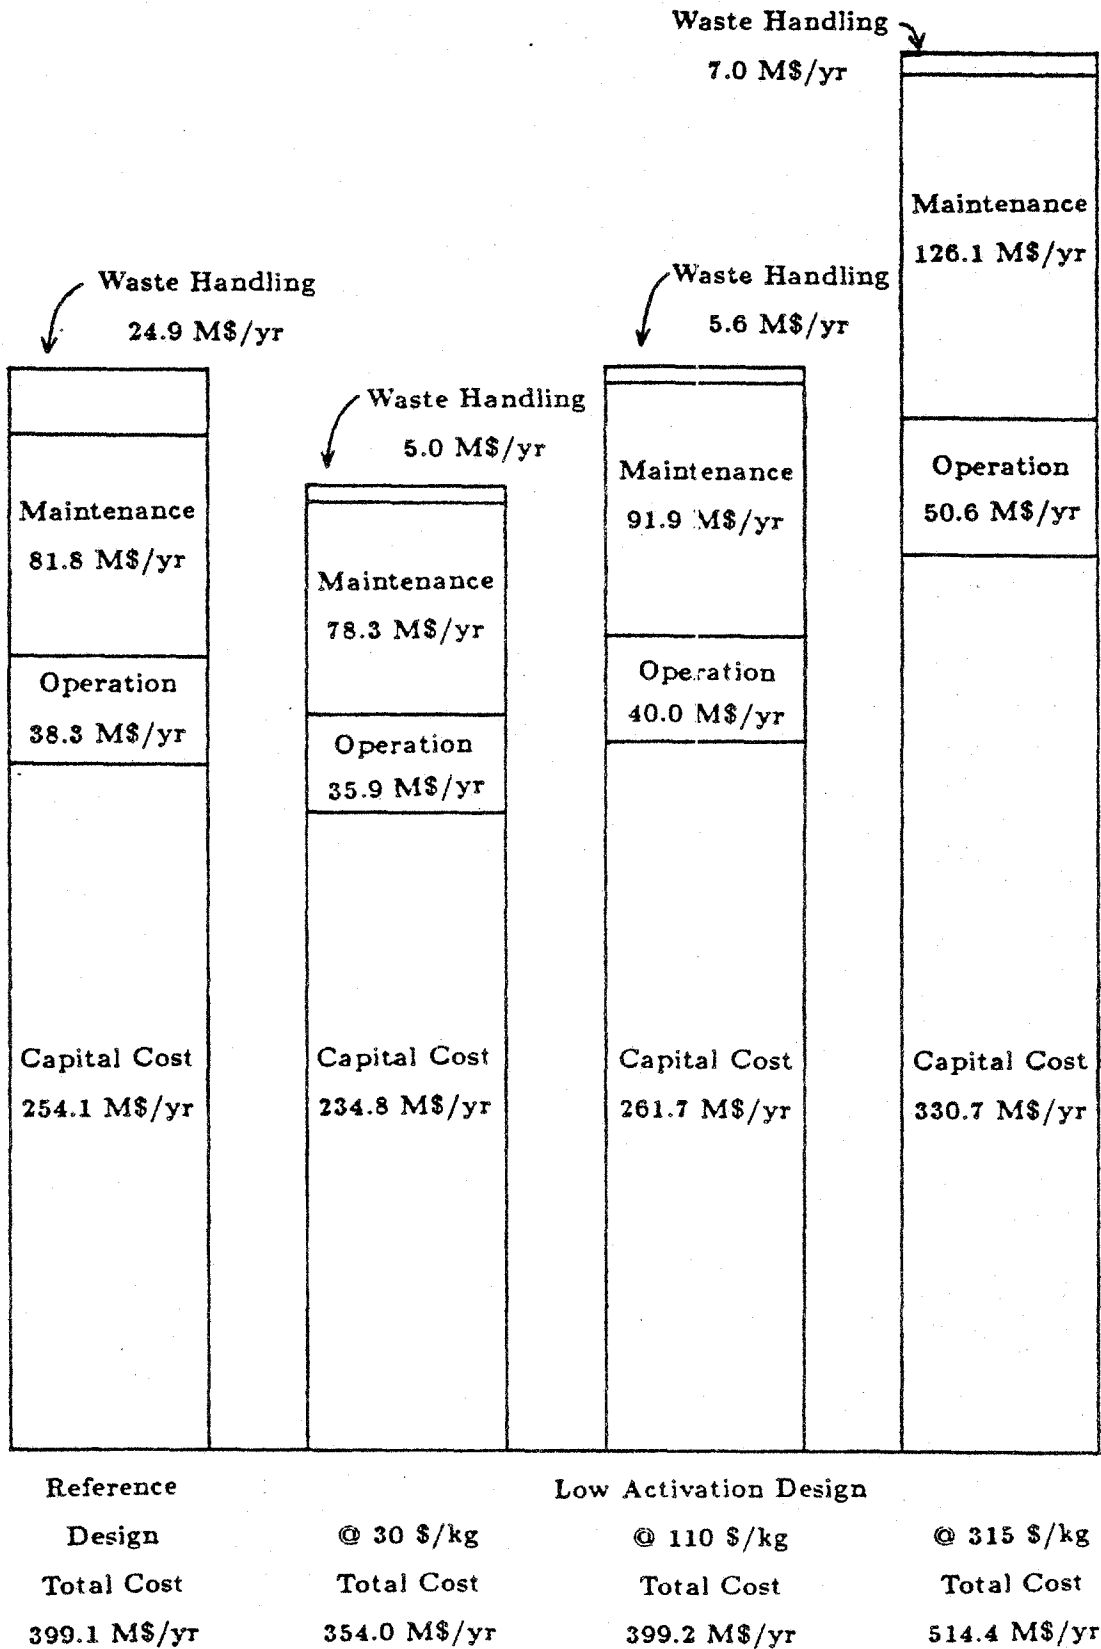 Waste Handling
7.0 M$/yr
Maintenance
126.1 M$/yr
Operation
50.6 M$/yr
Capital Cost
330.7 M$/yr
Waste Handling
5.6 M$/yr
Maintenance
91.9 M$/yr
Operation
40.0 M$/yr
Capital Cost
261.7 M$/yr
Waste Handling
24.9 M$/yr
Maintenance
81.8 M$/yr
Operation
38.3 M$/yr
Capital Cost
254.1 M$/yr
Waste Handling
5.0 M$/yr
Maintenance
78.3 M$/yr
Operation
35.9 M$/yr
Capital Cost
234.8 M$/yr
Reference
Design
Total Cost
399.1 M$/yr
Low Activation Design
@ 30 $/kg
Total Cost
354.0 M$/yr
@ 110 $/kg
Total Cost
399.2 M$/yr
@ 315 $/kg
Total Cost
514.4 M$/yr